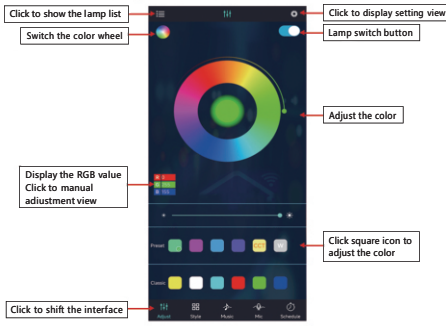 Click to show the lamp list
Click to display setting view
Switch the color wheel
Lamp switch button
Adjust the color
Display the RGB value
Click to manual
adiustment view
Click square icon to
adjust the color
Preset
CCT
W
Classic
Click to shift the interface
Adjust
Style
Music
Mic
Schedule